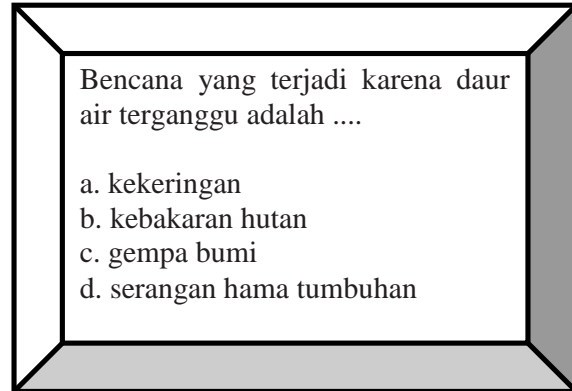 Bencana yang terjadi karena daur
air terganggu adalah ....
a. kekeringan
b. kebakaran hutan
c. gempa bumi
d. serangan hama tumbuhan